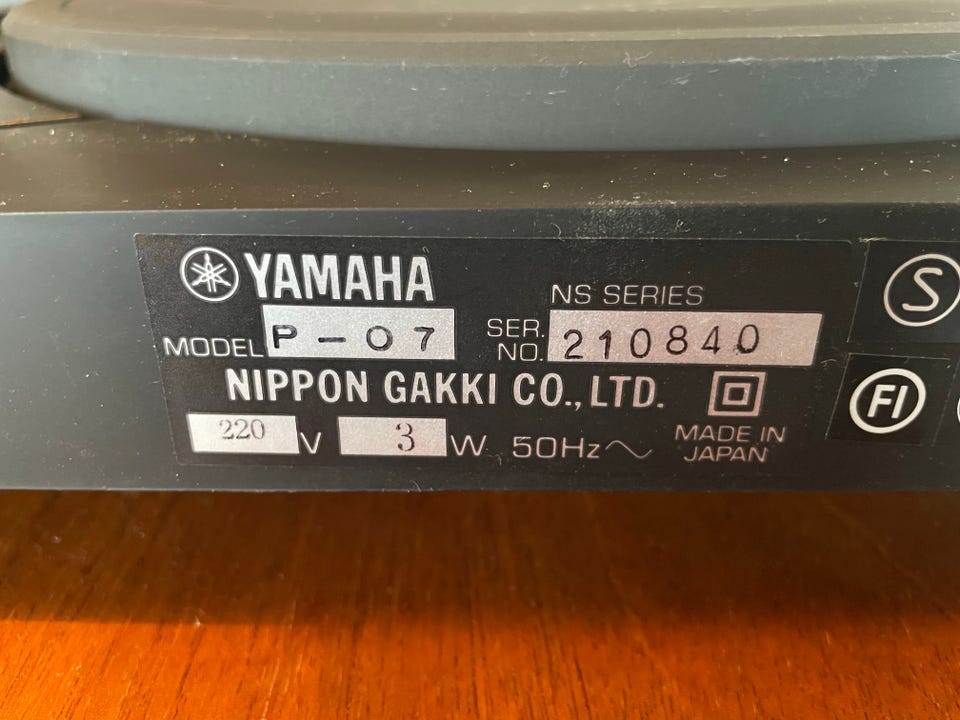 YAMAHA
NS SERIES
MODEL P-07
SER. NO. 210840
NIPPON GAKKI CO., LTD.
220 V 3 W 50Hz~
MADE IN
JAPAN
S
FI